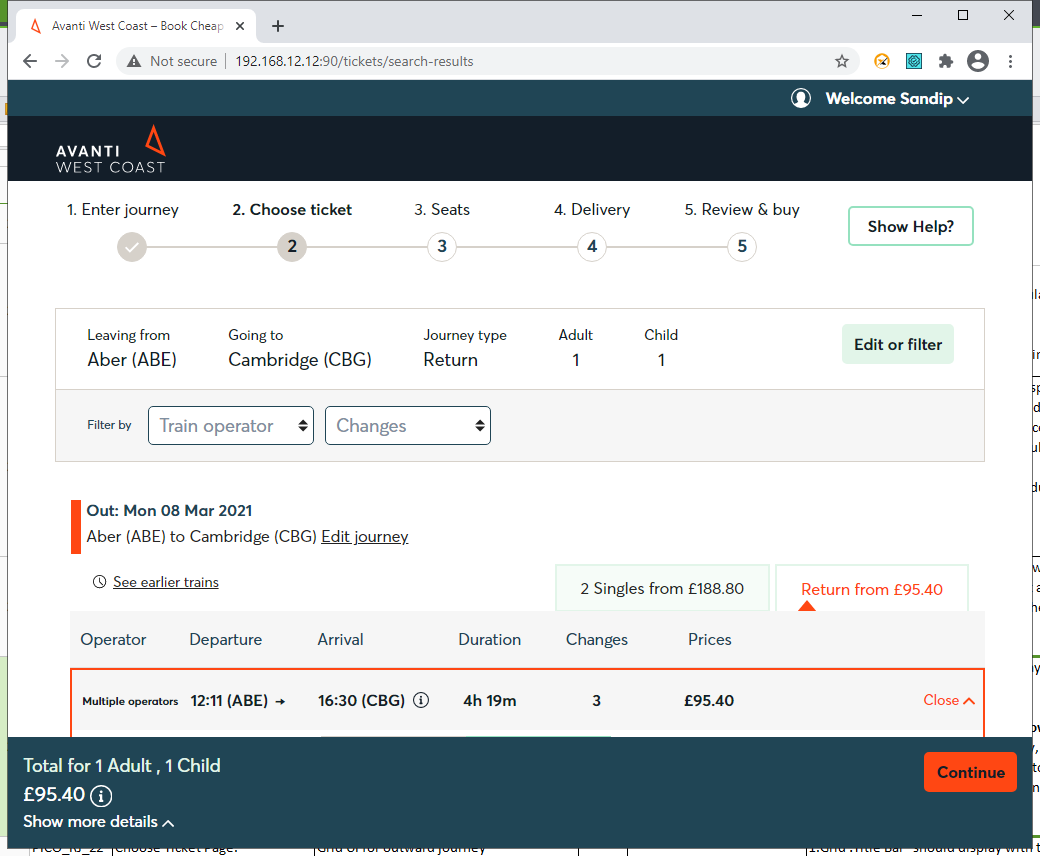 Avanti West Coast – Book Cheap
Not secure | 192.168.12.12:90/tickets/search-results
Welcome Sandip
AVANTI
WEST COAST
1. Enter journey 2. Choose ticket 3. Seats 4. Delivery 5. Review & buy
Show Help?
2 3 4 5
Leaving from Going to Journey type Adult Child
Aber (ABE) Cambridge (CBG) Return 1 1
Edit or filter
Filter by Train operator Changes
Out: Mon 08 Mar 2021
Aber (ABE) to Cambridge (CBG) Edit journey
See earlier trains
2 Singles from £188.80 Return from £95.40
Operator Departure Arrival Duration Changes Prices
Multiple operators 12:11 (ABE) → 16:30 (CBG) 4h 19m 3 £95.40 Close
Total for 1 Adult , 1 Child
£95.40
Show more details
Continue